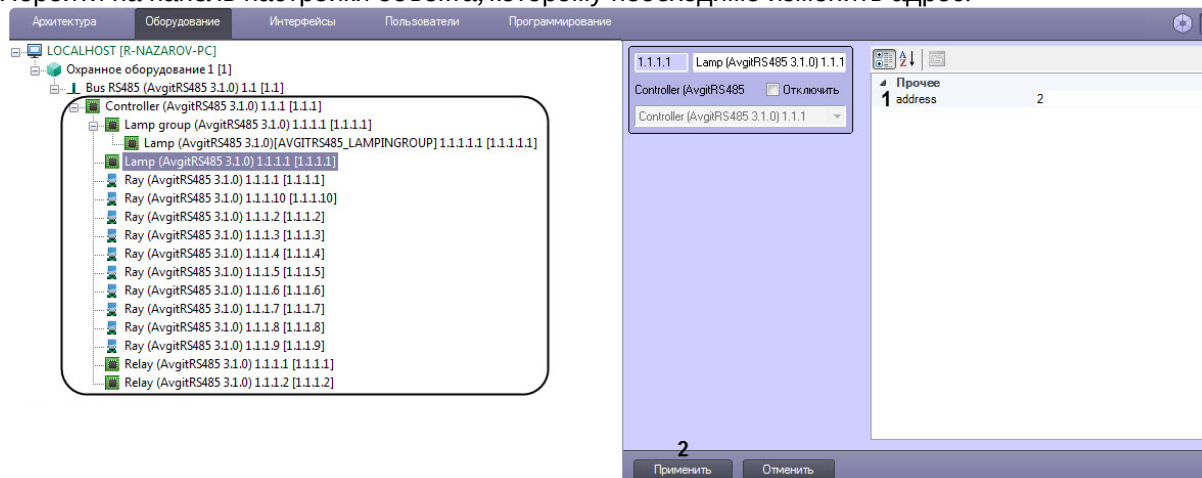 Перейти на панель настройки объекта, которому необходимо изменить адрес.
Архитектура Оборудование Интерфейсы Пользователи Программирование
LOCALHOST [R-NAZAROV-PC]
Охранное оборудование 1 [1]
Bus RS485 (AvgitRS485 3.1.0) 1.1 [1.1]
Controller (AvgitRS485 3.1.0) 1.1.1 [1.1.1]
Lamp group (AvgitRS485 3.1.0) 1.1.1.1 [1.1.1.1]
Lamp (AvgitRS485 3.1.0)[AVGITRS485_LAMPINGROUP] 1.1.1.1.1 [1.1.1.1.1]
Lamp (AvgitRS485 3.1.0) 1.1.1.1 [1.1.1.1]
Ray (AvgitRS485 3.1.0) 1.1.1.1 [1.1.1.1]
Ray (AvgitRS485 3.1.0) 1.1.1.10 [1.1.1.10]
Ray (AvgitRS485 3.1.0) 1.1.1.2 [1.1.1.2]
Ray (AvgitRS485 3.1.0) 1.1.1.3 [1.1.1.3]
Ray (AvgitRS485 3.1.0) 1.1.1.4 [1.1.1.4]
Ray (AvgitRS485 3.1.0) 1.1.1.5 [1.1.1.5]
Ray (AvgitRS485 3.1.0) 1.1.1.6 [1.1.1.6]
Ray (AvgitRS485 3.1.0) 1.1.1.7 [1.1.1.7]
Ray (AvgitRS485 3.1.0) 1.1.1.8 [1.1.1.8]
Ray (AvgitRS485 3.1.0) 1.1.1.9 [1.1.1.9]
Relay (AvgitRS485 3.1.0) 1.1.1.1 [1.1.1.1]
Relay (AvgitRS485 3.1.0) 1.1.1.2 [1.1.1.2]
1.1.1.1 Lamp (AvgitRS485 3.1.0) 1.1.1
Controller (AvgitRS485 Отключить
Controller (AvgitRS485 3.1.0) 1.1.1
Прочее
1 address 2
2
Применить Отменить